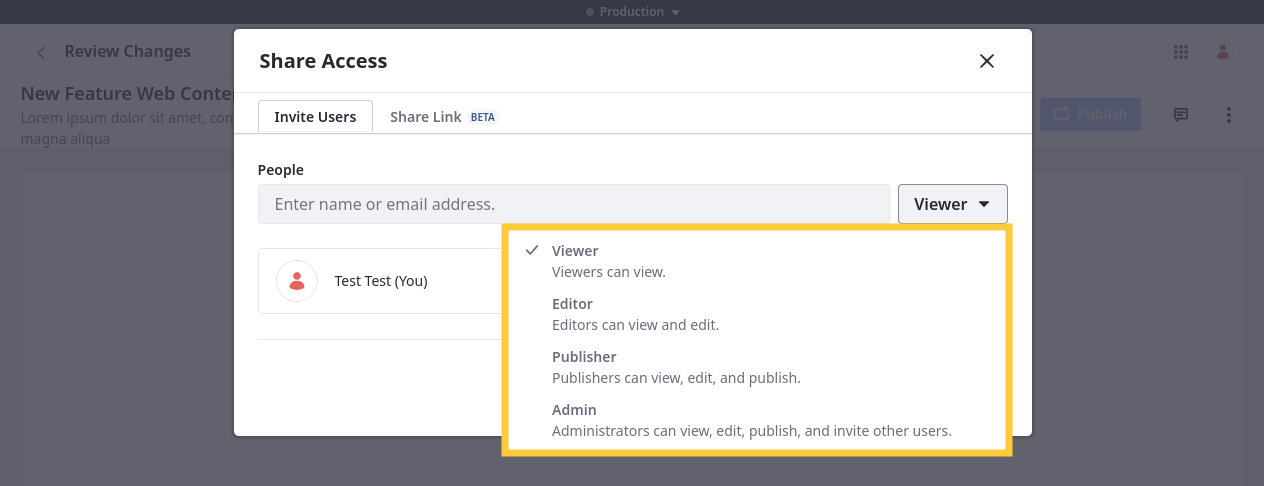 Production
Review Changes
Share Access
New Feature Web Conte
Lorem ipsum dolor sit amet, con
magna aliqua
Publish
Invite Users
Share Link BETA
People
Enter name or email address.
Viewer
Test Test (You)
Viewer
Viewers can view.
Editor
Editors can view and edit.
Publisher
Publishers can view, edit, and publish.
Admin
Administrators can view, edit, publish, and invite other users.